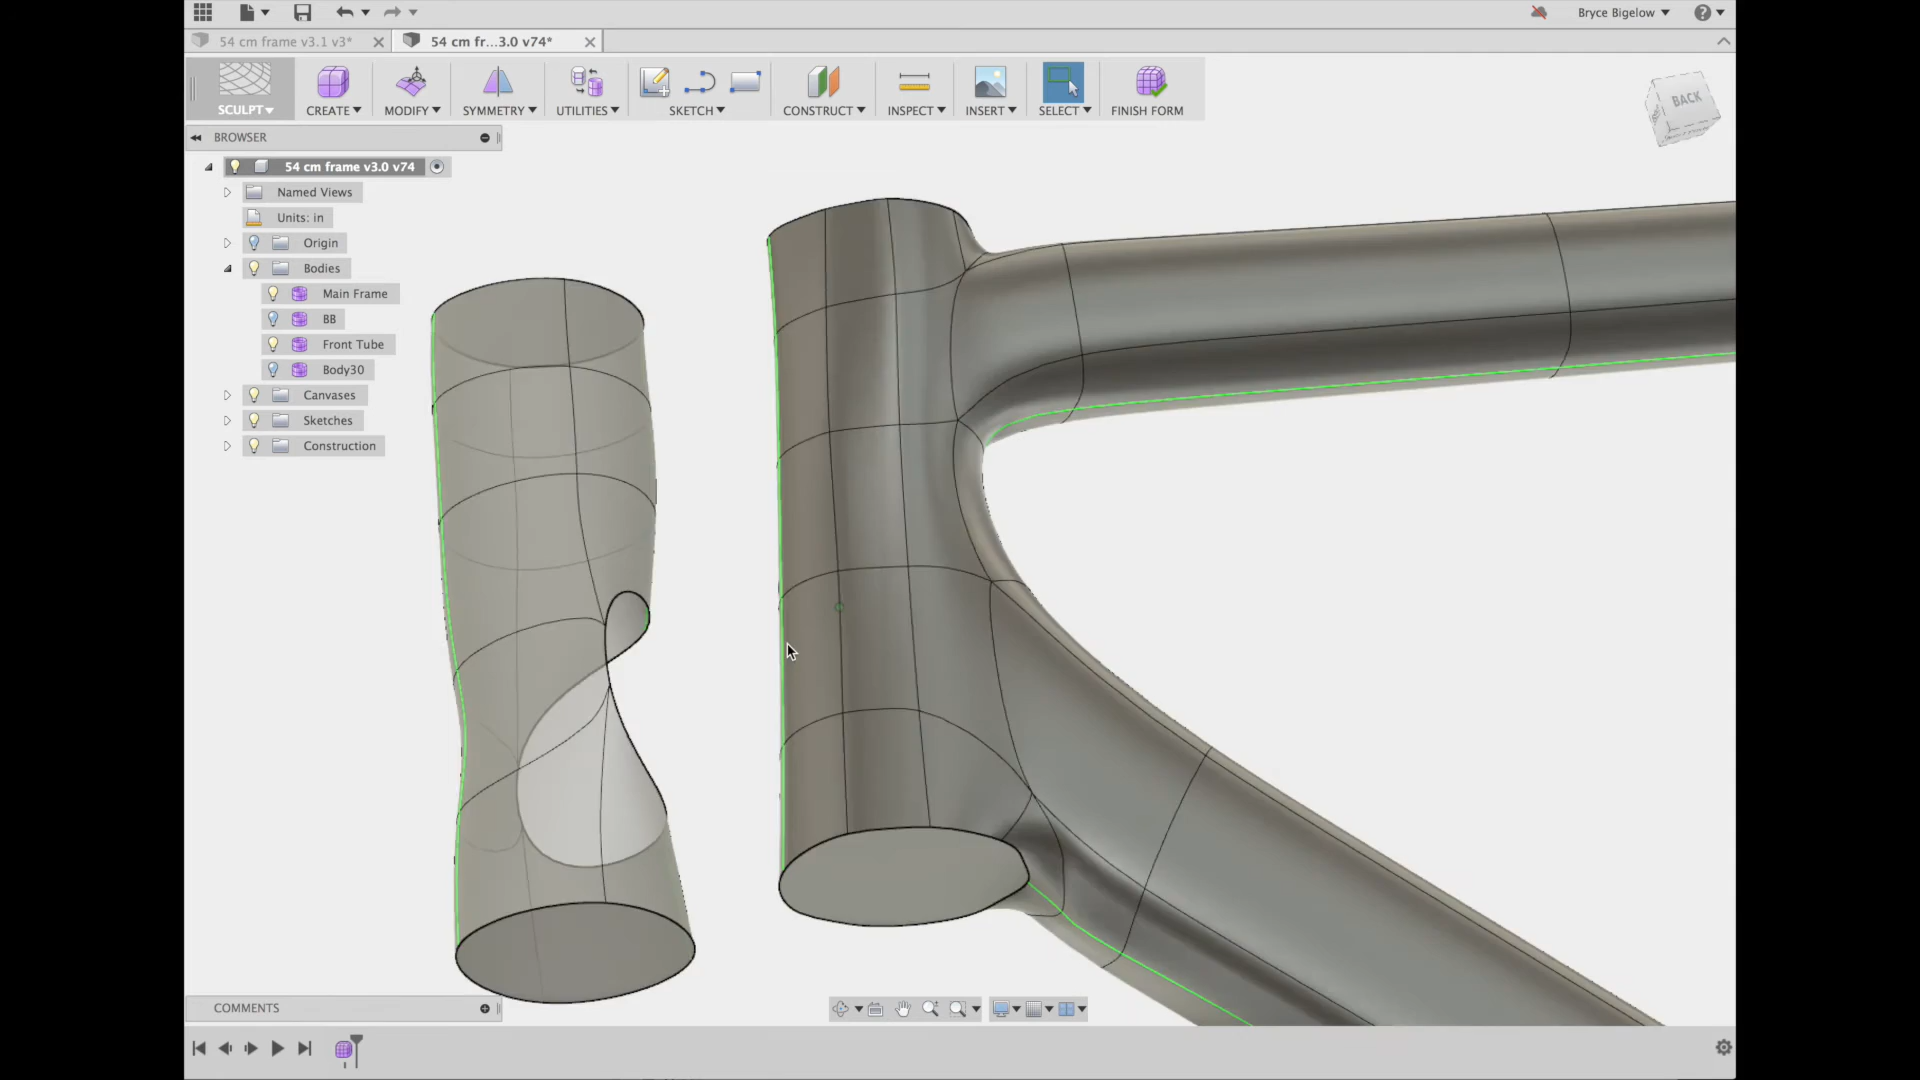 Bryce Bigelow
54 cm frame v3.1 v3*
54 cm fr...3.0 v74*
SCULPT
CREATE
MODIFY
SYMMETRY
UTILITIES
SKETCH
CONSTRUCT
INSPECT
INSERT
SELECT
FINISH FORM
BACK
BROWSER
54 cm frame v3.0 v74
Named Views
Units: in
Origin
Bodies
Main Frame
BB
Front Tube
Body30
Canvases
Sketches
Construction
COMMENTS